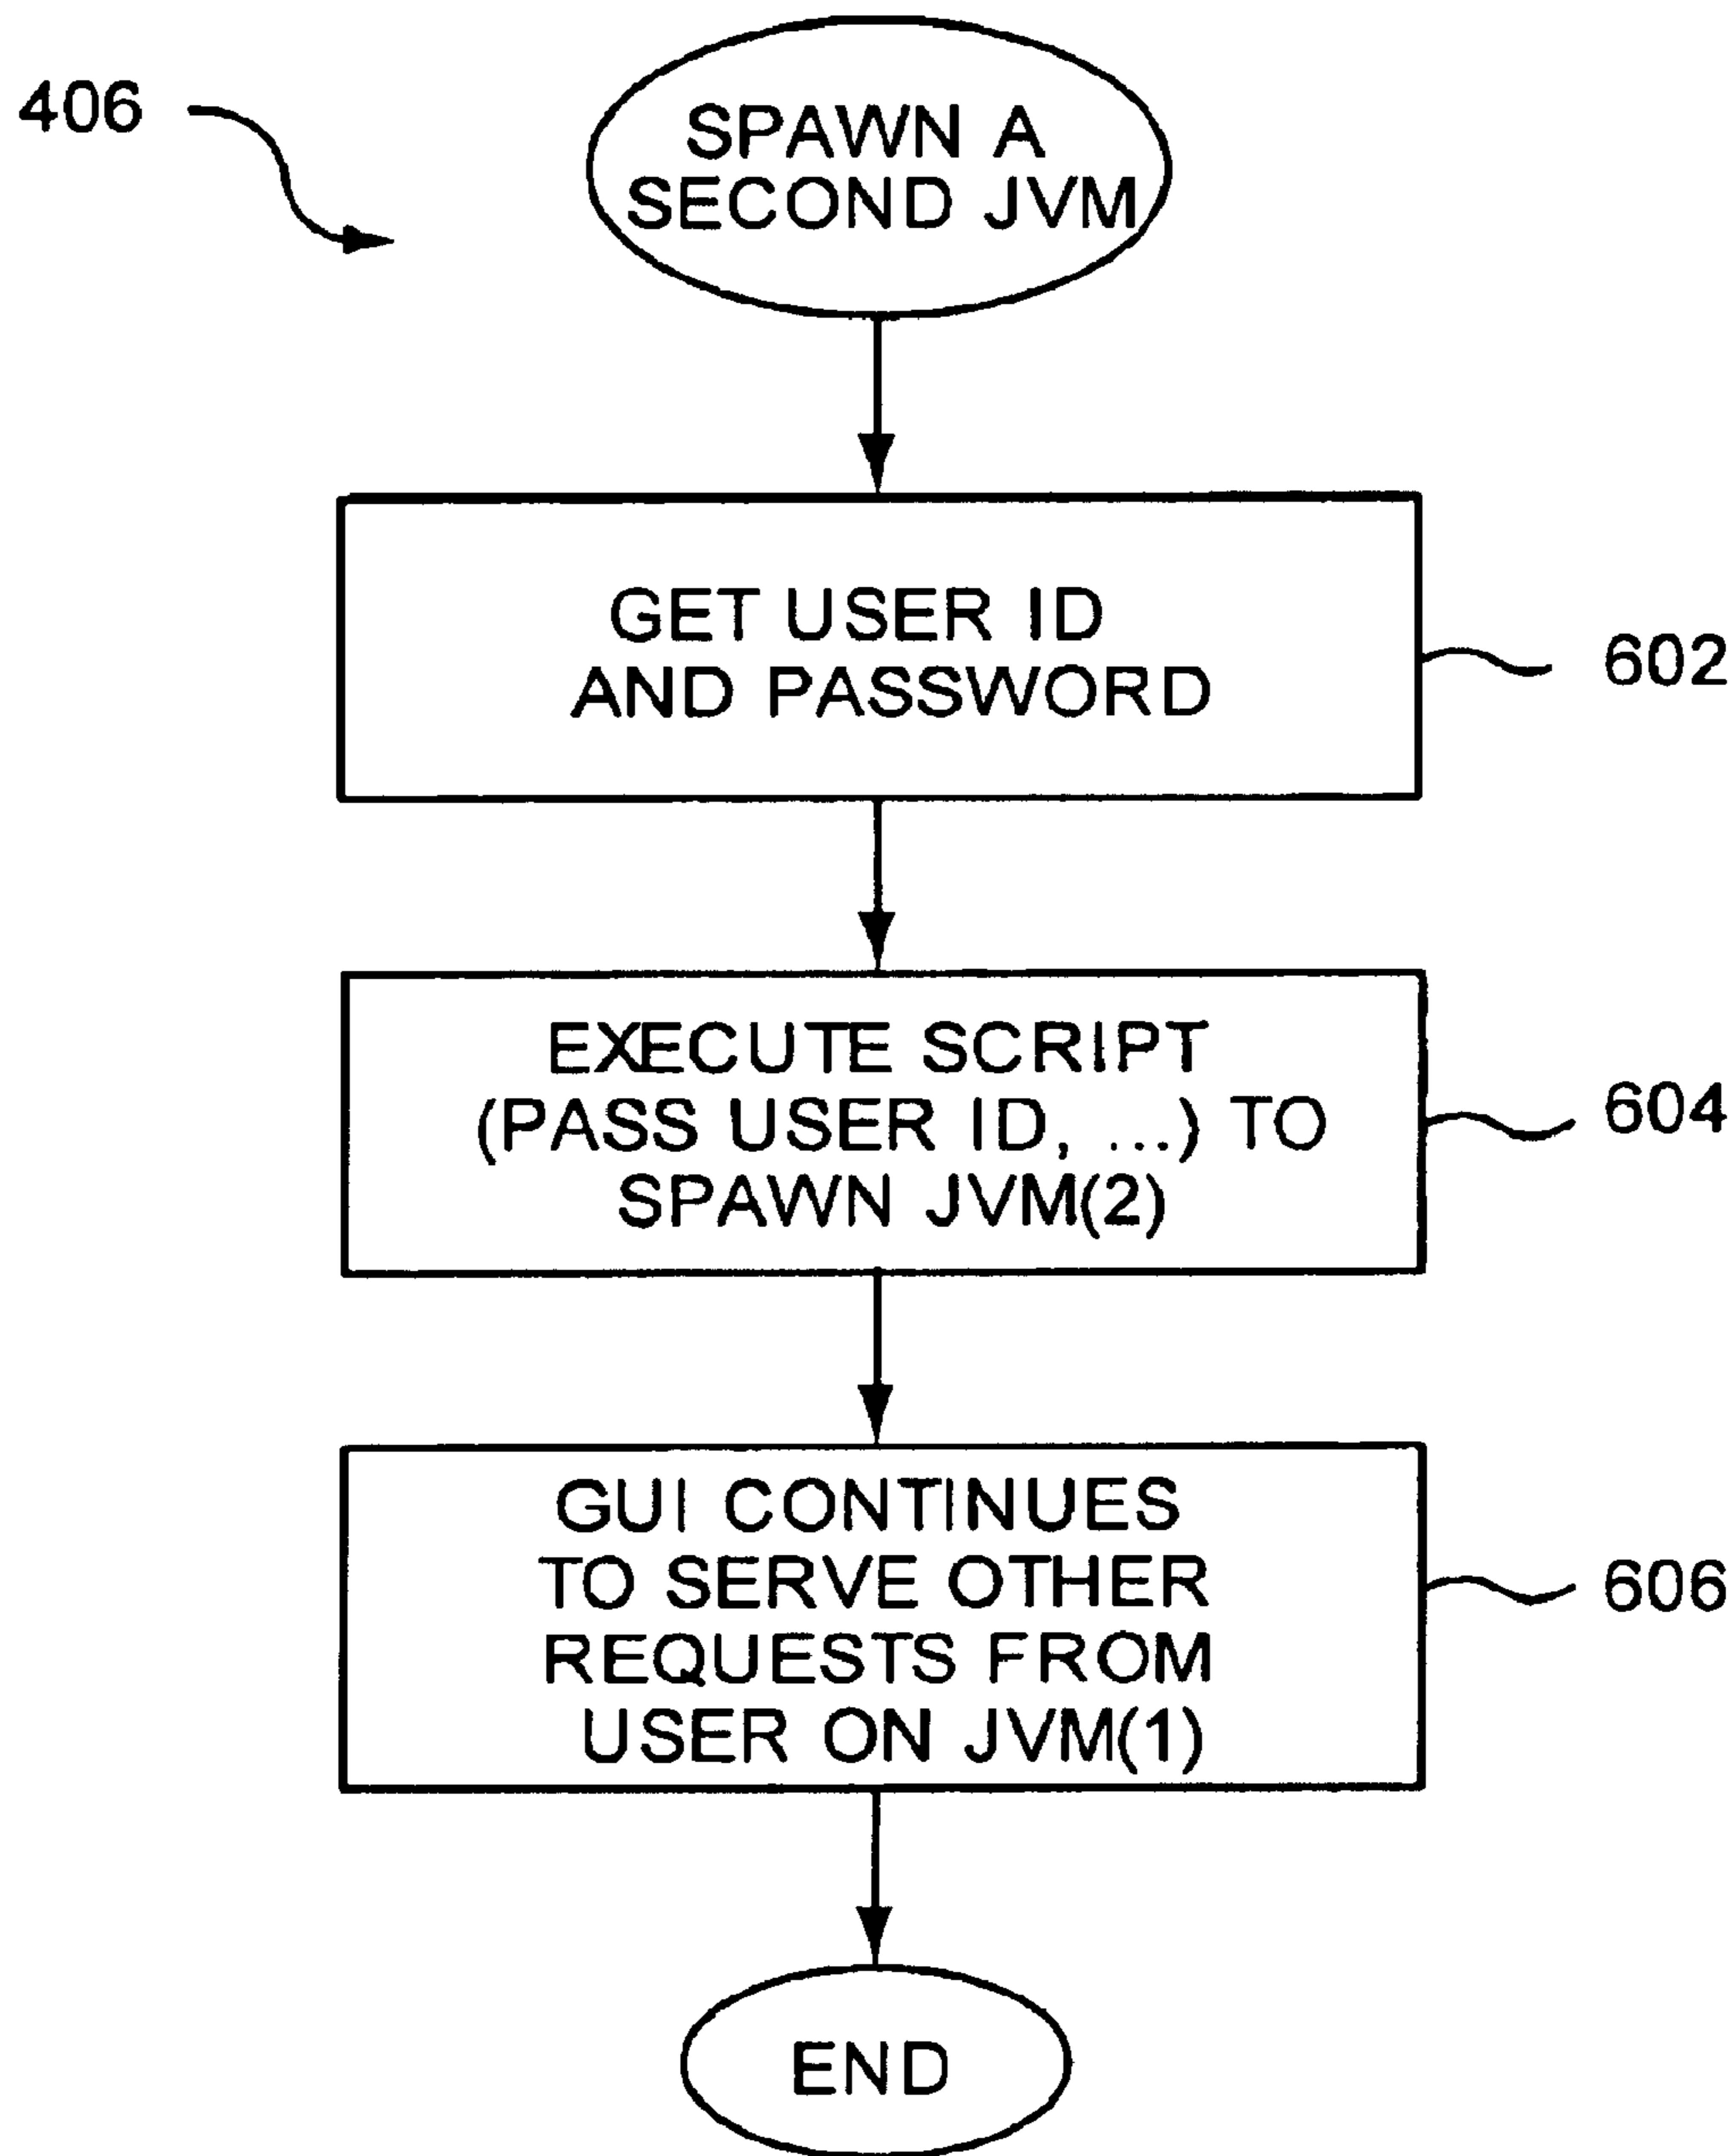 406
SPAWN A
SECOND JVM
GET USER ID
AND PASSWORD
602
EXECUTE SCRIPT
(PASS USER ID, ...) TO
SPAWN JVM(2)
604
GUI CONTINUES
TO SERVE OTHER
REQUESTS FROM
USER ON JVM(1)
606
END